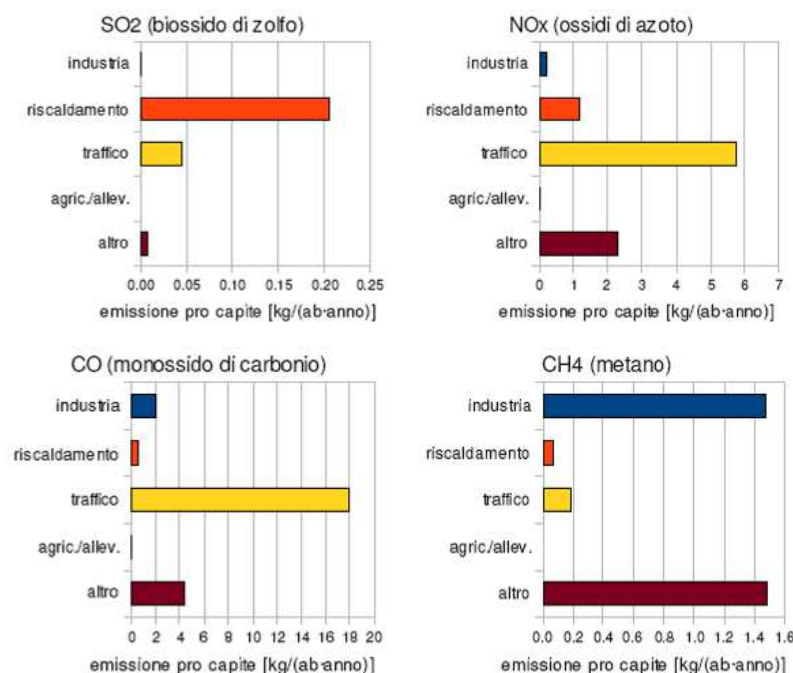 SO2 (biossido di zolfo)
industria
riscaldamento
traffico
agric./allev.
altro
0.00 0.05 0.10 0.15 0.20 0.25
emissione pro capite [kg/(ab·anno)]
NOx (ossidi di azoto)
industria
riscaldamento
traffico
agric./allev.
altro
0 1 2 3 4 5 6 7
emissione pro capite [kg/(ab·anno)]
CO (monossido di carbonio)
industria
riscaldamento
traffico
agric./allev.
altro
0 2 4 6 8 10 12 14 16 18 20
emissione pro capite [kg/(ab·anno)]
CH4 (metano)
industria
riscaldamento
traffico
agric./allev.
altro
0.0 0.2 0.4 0.6 0.8 1.0 1.2 1.4 1.6
emissione pro capite [kg/(ab·anno)]